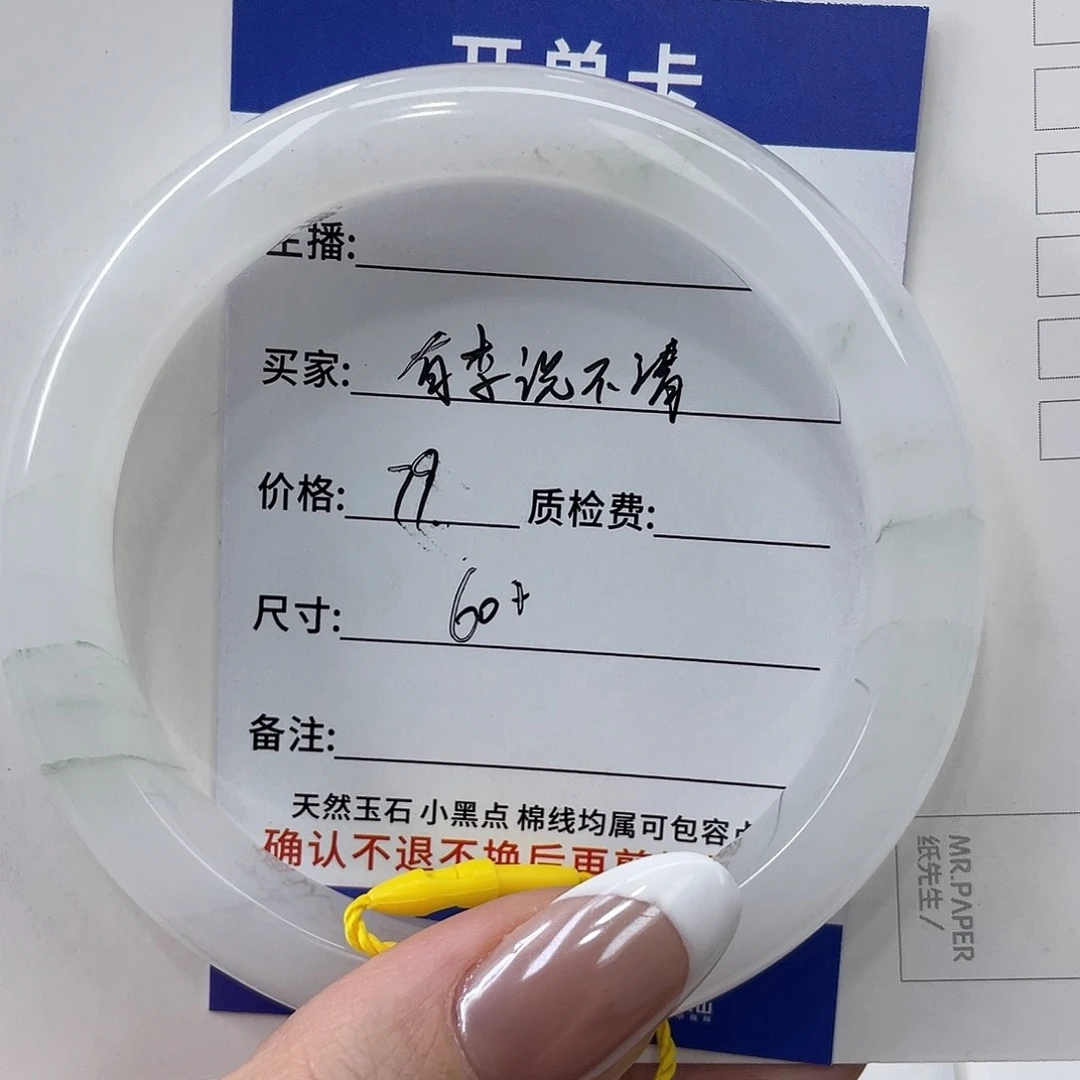 开单卡
主播:
买家: 有李说不清
价格: 79. 质检费:
尺寸: 60+
备注:
天然玉石 小黑点 棉线均属可包容
确认不退不换后再
MR.PAPER
纸先生/